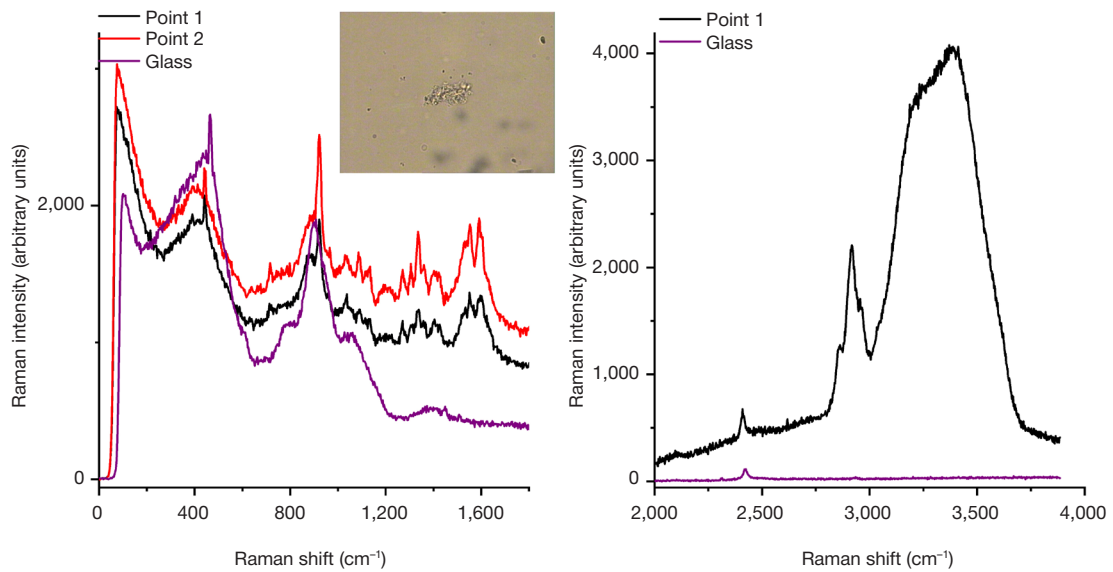 Point 1
Point 2
Glass
2,000
0
Raman intensity (arbitrary units)
0 400 800 1,200 1,600
Raman shift (cm⁻¹)
Point 1
Glass
4,000
3,000
2,000
1,000
0
Raman intensity (arbitrary units)
2,000 2,500 3,000 3,500 4,000
Raman shift (cm⁻¹)